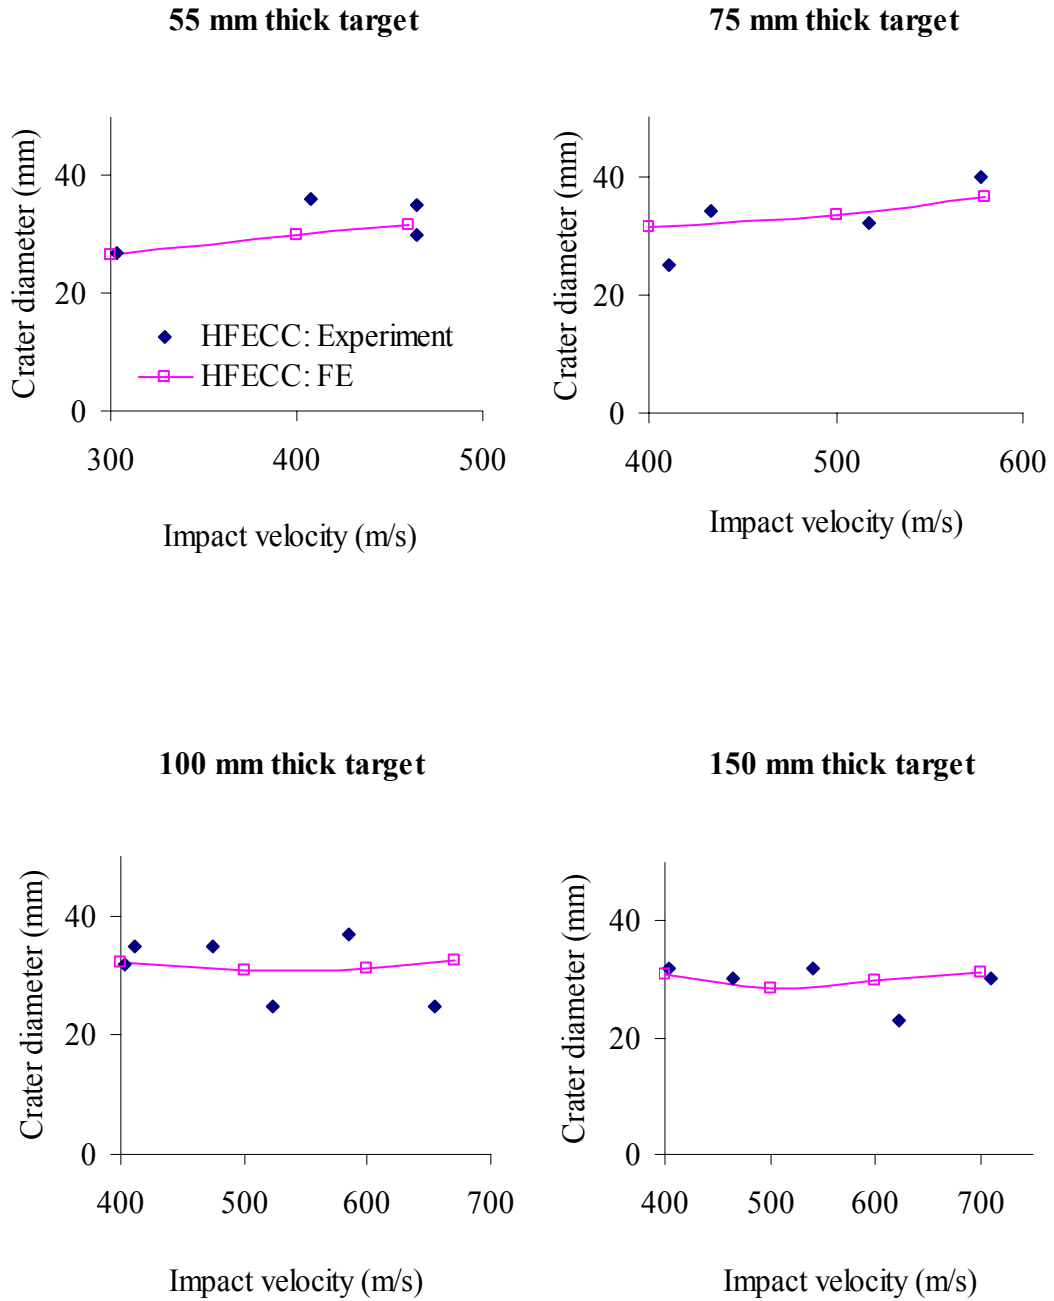 55 mm thick target
75 mm thick target
Crater diameter (mm)
40
20
0
HFECC: Experiment
HFECC: FE
300
400
500
Impact velocity (m/s)
Crater diameter (mm)
40
20
0
400
500
600
Impact velocity (m/s)
100 mm thick target
150 mm thick target
Crater diameter (mm)
40
20
0
400
500
600
700
Impact velocity (m/s)
Crater diameter (mm)
40
20
0
400
500
600
700
Impact velocity (m/s)